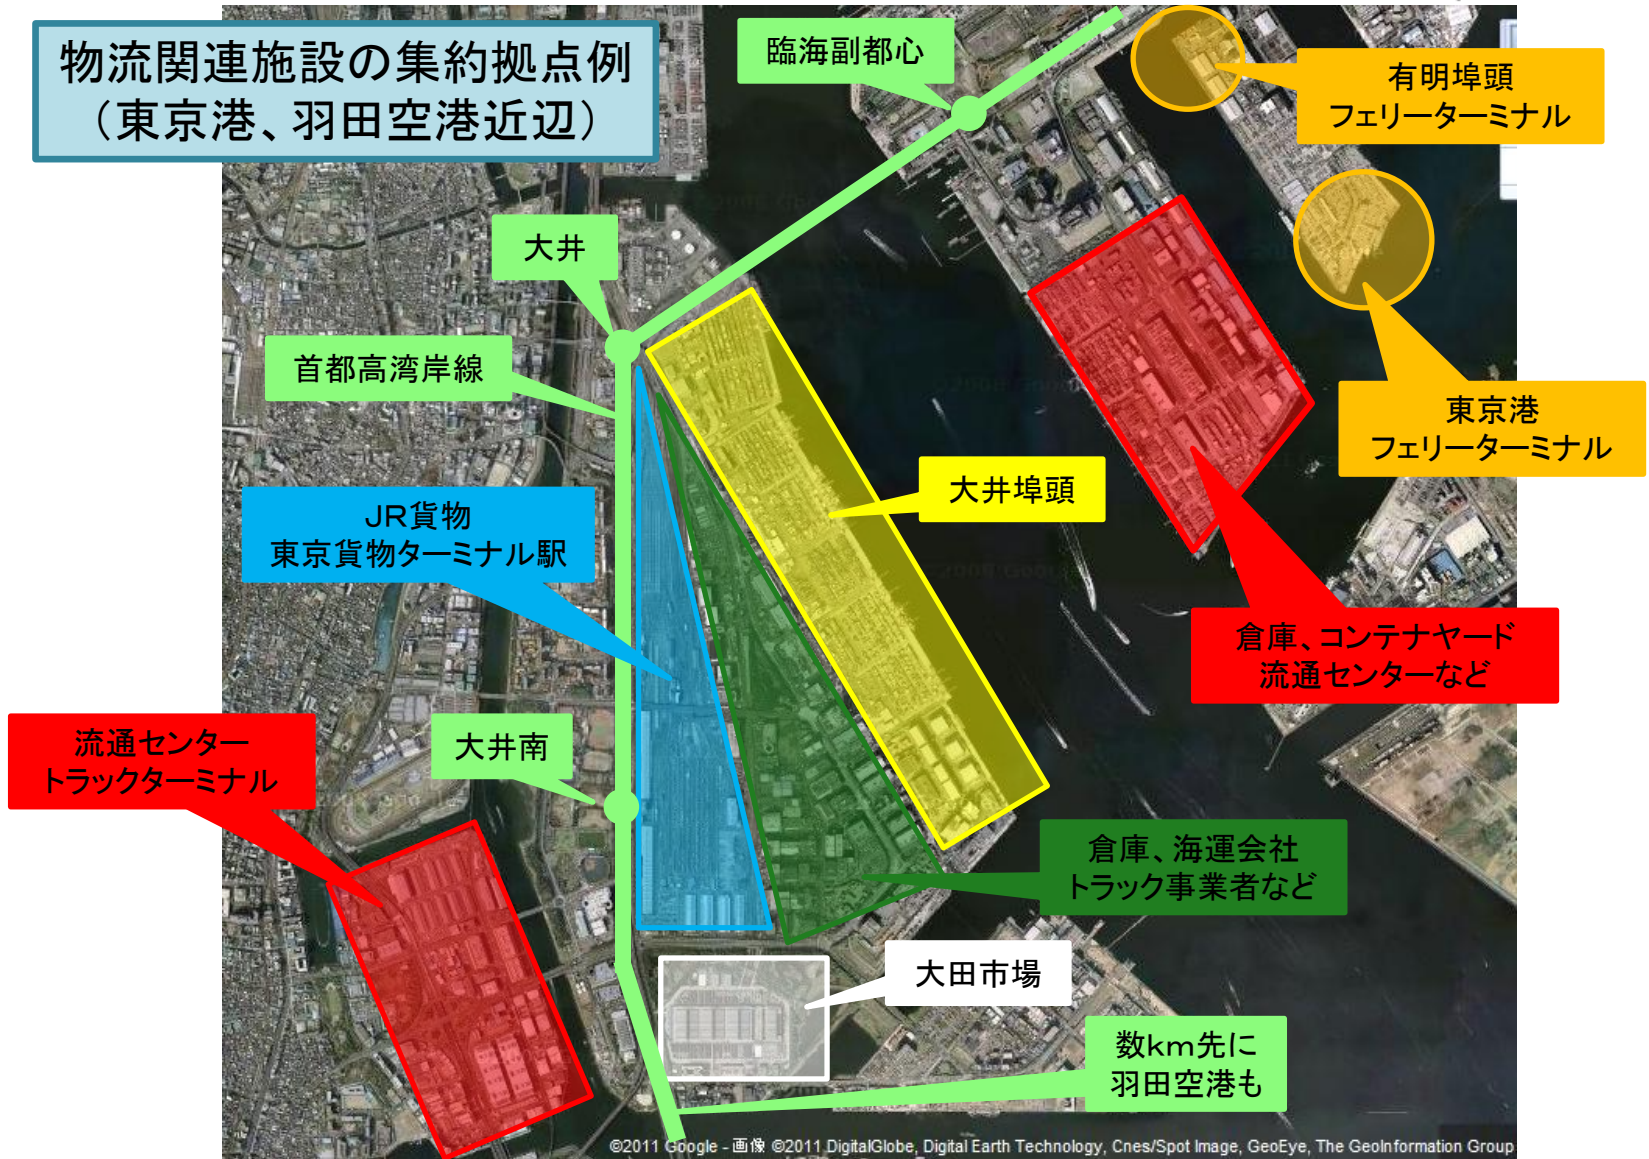 物流関連施設の集約拠点例
（東京港、羽田空港近辺）
臨海副都心
有明埠頭
フェリーターミナル
大井
首都高湾岸線
東京港
フェリーターミナル
大井埠頭
JR貨物
東京貨物ターミナル駅
倉庫、コンテナヤード
流通センターなど
流通センター
トラックターミナル
大井南
倉庫、海運会社
トラック事業者など
大田市場
数km先に
羽田空港も
©2011 Google - 画像 ©2011 DigitalGlobe, Digital Earth Technology, Cnes/Spot Image, GeoEye, The GeoInformation Group